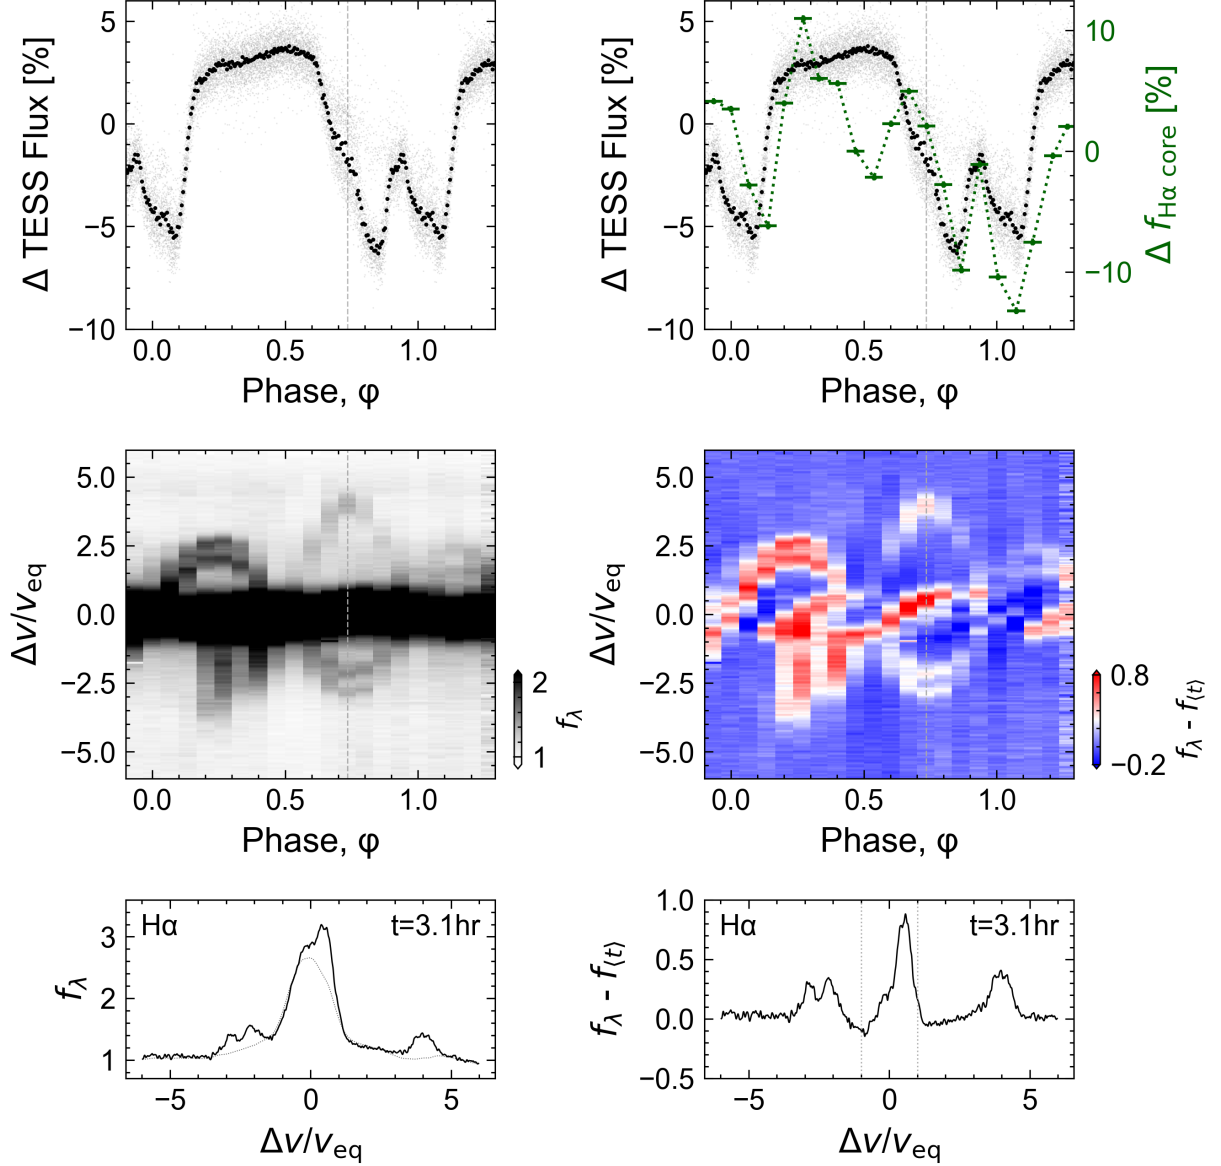 Δ TESS Flux [%]
5
0
−5
−10
0.0 0.5 1.0
Phase, φ
Δ TESS Flux [%]
5
0
−5
−10
0.0 0.5 1.0
Phase, φ
10
0
−10
Δ fHα core [%]
Δv/veq
5.0
2.5
0.0
−2.5
−5.0
0.0 0.5 1.0
Phase, φ
2
1
fλ
Δv/veq
5.0
2.5
0.0
−2.5
−5.0
0.0 0.5 1.0
Phase, φ
0.8
−0.2
fλ - f⟨t⟩
fλ
3
2
1
Hα t=3.1hr
−5 0 5
Δv/veq
fλ - f⟨t⟩
1.0
0.5
0.0
−0.5
Hα t=3.1hr
−5 0 5
Δv/veq